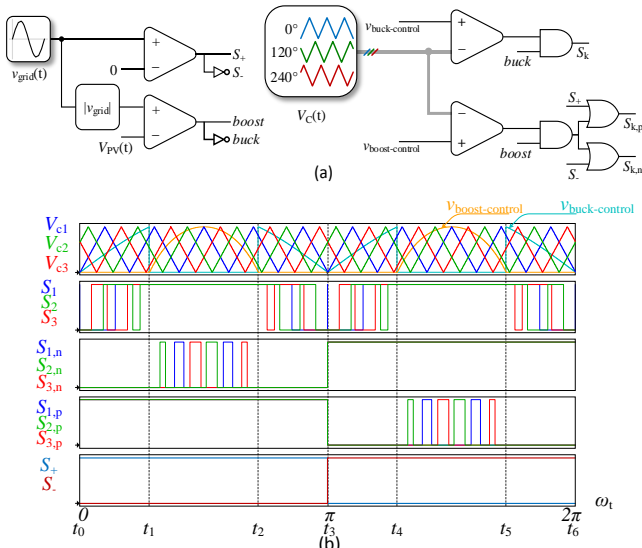 v_grid(t)
0
S+
S-
|v_grid|
V_PV(t)
boost
buck
0°
120°
240°
V_C(t)
v_buck-control
buck
S_k
v_boost-control
boost
S+
S-
S_k,p
S_k,n
(a)
(b)
v_boost-control
v_buck-control
V_c1
V_c2
V_c3
S_1
S_2
S_3
S_1,n
S_2,n
S_3,n
S_1,p
S_2,p
S_3,p
S+
S-
0 π 2π ω_t
t_0 t_1 t_2 t_3 t_4 t_5 t_6